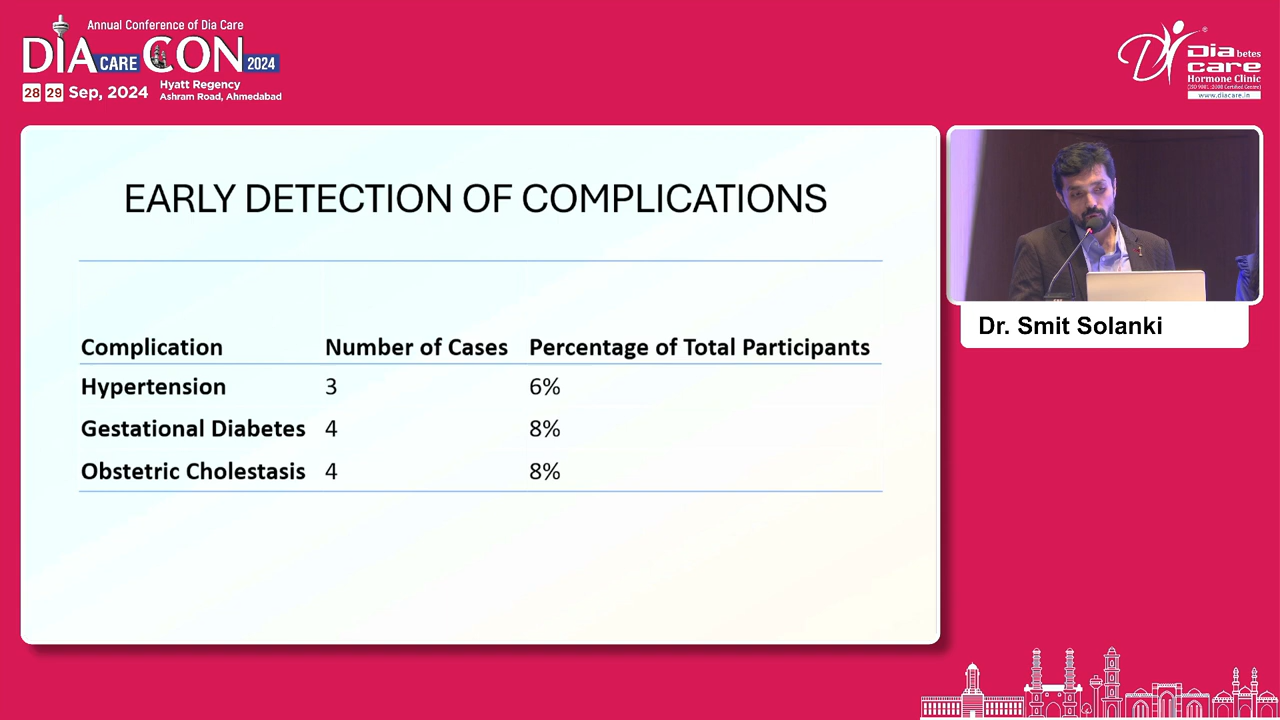 Annual Conference of Dia Care
DIA CARE CON 2024
28 29 Sep, 2024
Hyatt Regency
Ashram Road, Ahmedabad
Diabetes
care
Hormone Clinic
(ISO 9001:2008 Certified Centre)
www.diacare.in
EARLY DETECTION OF COMPLICATIONS
Complication Number of Cases Percentage of Total Participants
Hypertension 3 6%
Gestational Diabetes 4 8%
Obstetric Cholestasis 4 8%
Dr. Smit Solanki